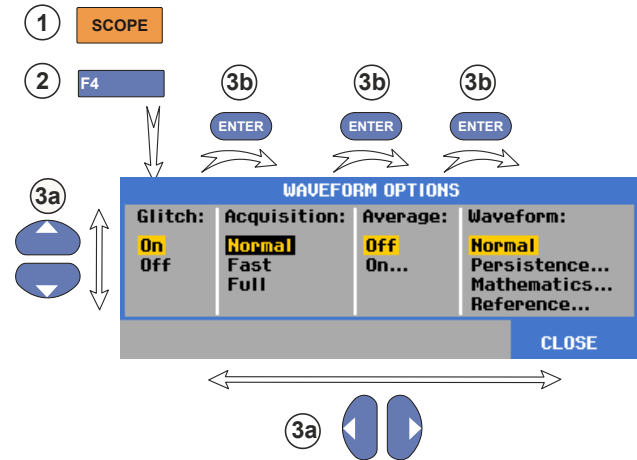 1 SCOPE
2 F4
3b 3b 3b
ENTER ENTER ENTER
3a
WAVEFORM OPTIONS
Glitch: Acquisition: Average: Waveform:
On Normal Off Normal
Off Fast On... Persistence...
Full Mathematics...
Reference...
CLOSE
3a